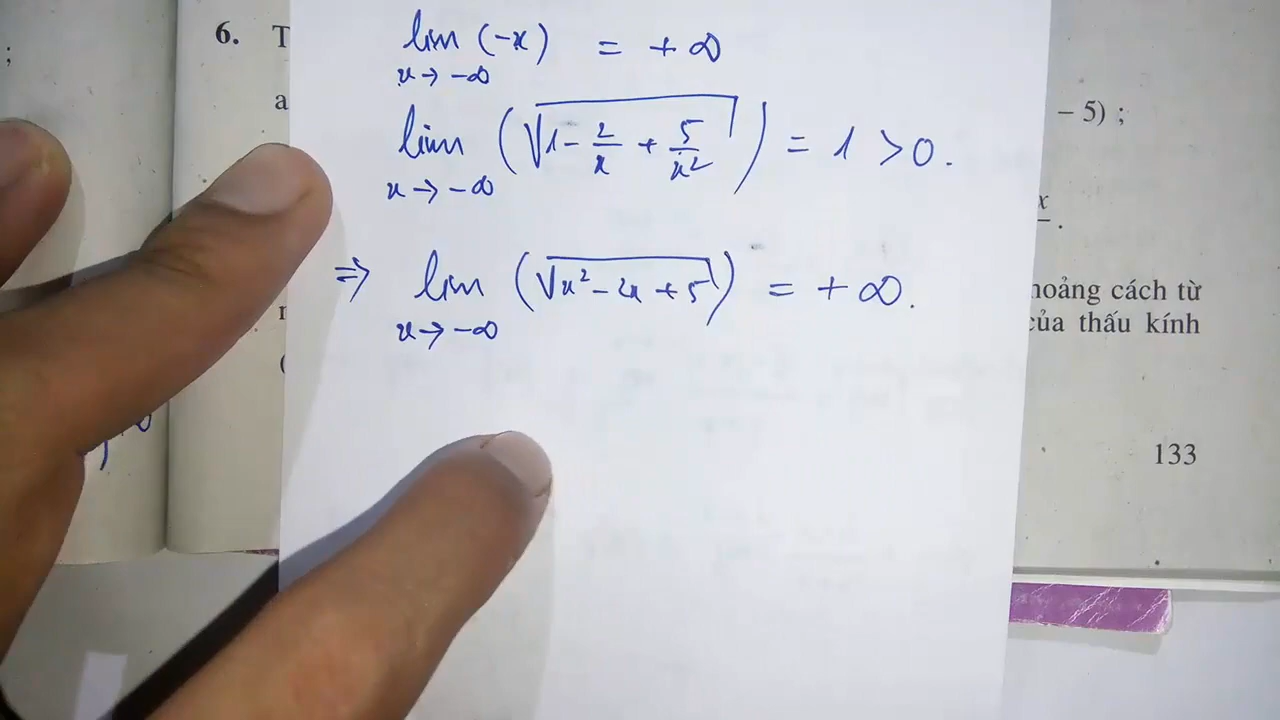 6. T
lim (-x) = +∞
x → -∞
a
- 5) ;
lim (√1 - 2/x + 5/x²) = 1 > 0.
x → -∞
x
.
⇒ lim (√x² - 2x + 5) = +∞.
x → -∞
hoảng cách từ
của thấu kính
133